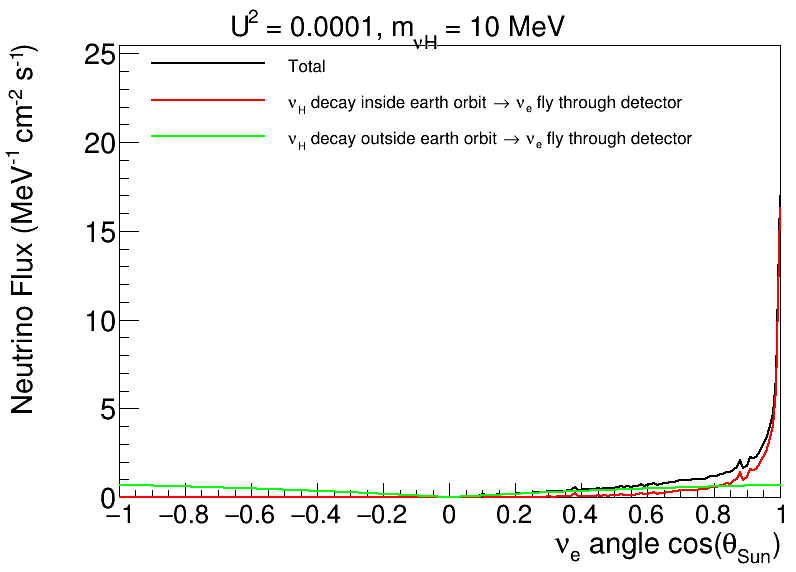 U² = 0.0001, m_νH = 10 MeV
Neutrino Flux (MeV⁻¹ cm⁻² s⁻¹)
25
20
15
10
5
0
Total
ν_H decay inside earth orbit → ν_e fly through detector
ν_H decay outside earth orbit → ν_e fly through detector
−1 −0.8 −0.6 −0.4 −0.2 0 0.2 0.4 0.6 0.8 1
ν_e angle cos(θ_Sun)